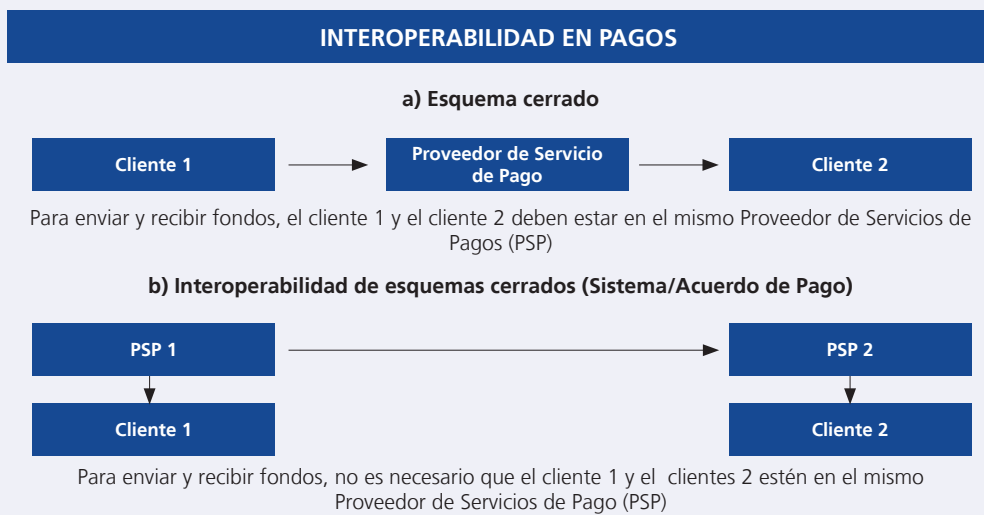 INTEROPERABILIDAD EN PAGOS
a) Esquema cerrado
Cliente 1
Proveedor de Servicio
de Pago
Cliente 2
Para enviar y recibir fondos, el cliente 1 y el cliente 2 deben estar en el mismo Proveedor de Servicios de
Pagos (PSP)
b) Interoperabilidad de esquemas cerrados (Sistema/Acuerdo de Pago)
PSP 1
PSP 2
Cliente 1
Cliente 2
Para enviar y recibir fondos, no es necesario que el cliente 1 y el clientes 2 estén en el mismo
Proveedor de Servicios de Pago (PSP)